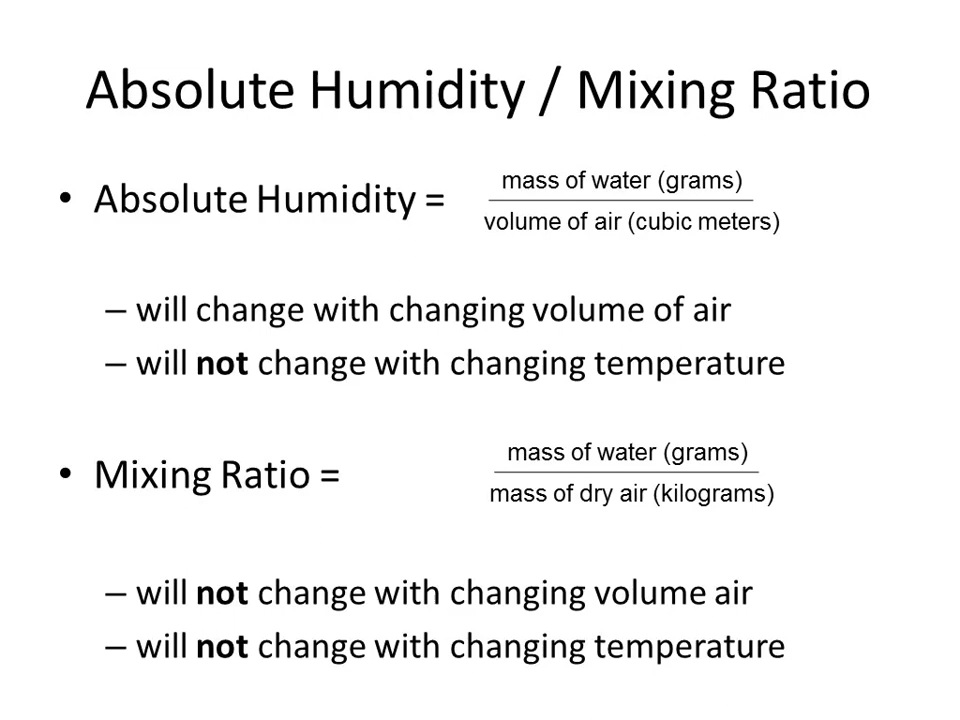 Absolute Humidity / Mixing Ratio
• Absolute Humidity = mass of water (grams)
volume of air (cubic meters)
– will change with changing volume of air
– will not change with changing temperature
• Mixing Ratio = mass of water (grams)
mass of dry air (kilograms)
– will not change with changing volume air
– will not change with changing temperature